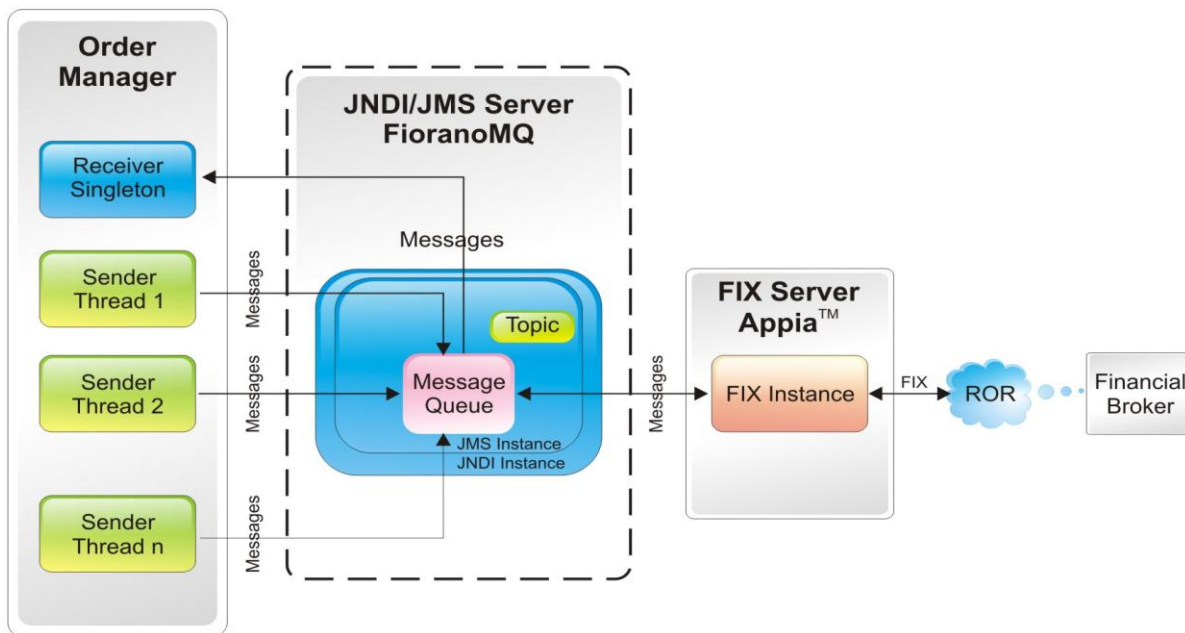 Order
Manager
Receiver
Singleton
Sender
Thread 1
Sender
Thread 2
Sender
Thread n
Messages
Messages
Messages
JNDI/JMS Server
FioranoMQ
Messages
Topic
Message
Queue
JMS Instance
JNDI Instance
Messages
FIX Server
Appia™
FIX Instance
FIX
ROR
Financial
Broker